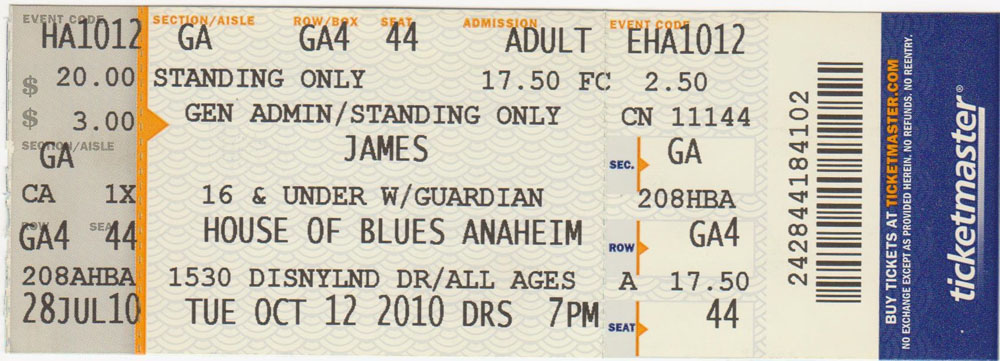 EVENT CODE SECTION/AISLE ROW/BOX SEAT ADMISSION EVENT CODE
HA1012 GA GA4 44 ADULT EHA1012
$ 20.00 STANDING ONLY 17.50 FC 2.50
$ 3.00 GEN ADMIN/STANDING ONLY CN 11144
SECTION/AISLE
GA JAMES SEC. GA
CA 1X 16 & UNDER W/GUARDIAN 208HBA
ROW SEAT
GA4 44 HOUSE OF BLUES ANAHEIM ROW GA4
208AHBA 1530 DISNYLND DR/ALL AGES A 17.50
28JUL10 TUE OCT 12 2010 DRS 7PM SEAT 44
2428441184102
BUY TICKETS AT TICKETMASTER.COM
NO EXCHANGE EXCEPT AS PROVIDED HEREIN. NO REFUNDS. NO REENTRY.
ticketmaster®